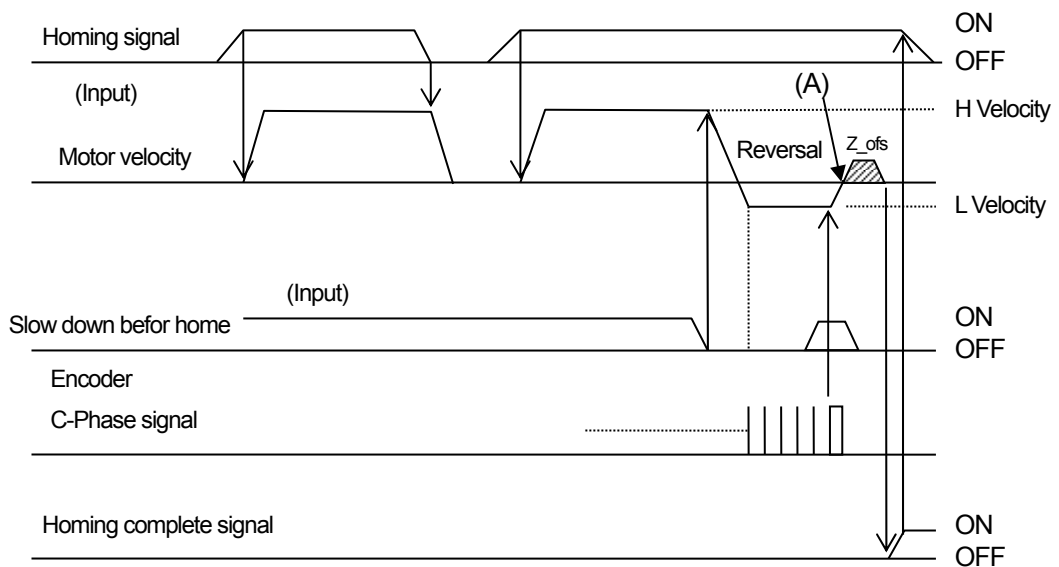 Homing signal
ON
OFF
(Input)
(A)
H Velocity
Motor velocity
Reversal
Z_ofs
L Velocity
(Input)
Slow down befor home
ON
OFF
Encoder
C-Phase signal
Homing complete signal
ON
OFF